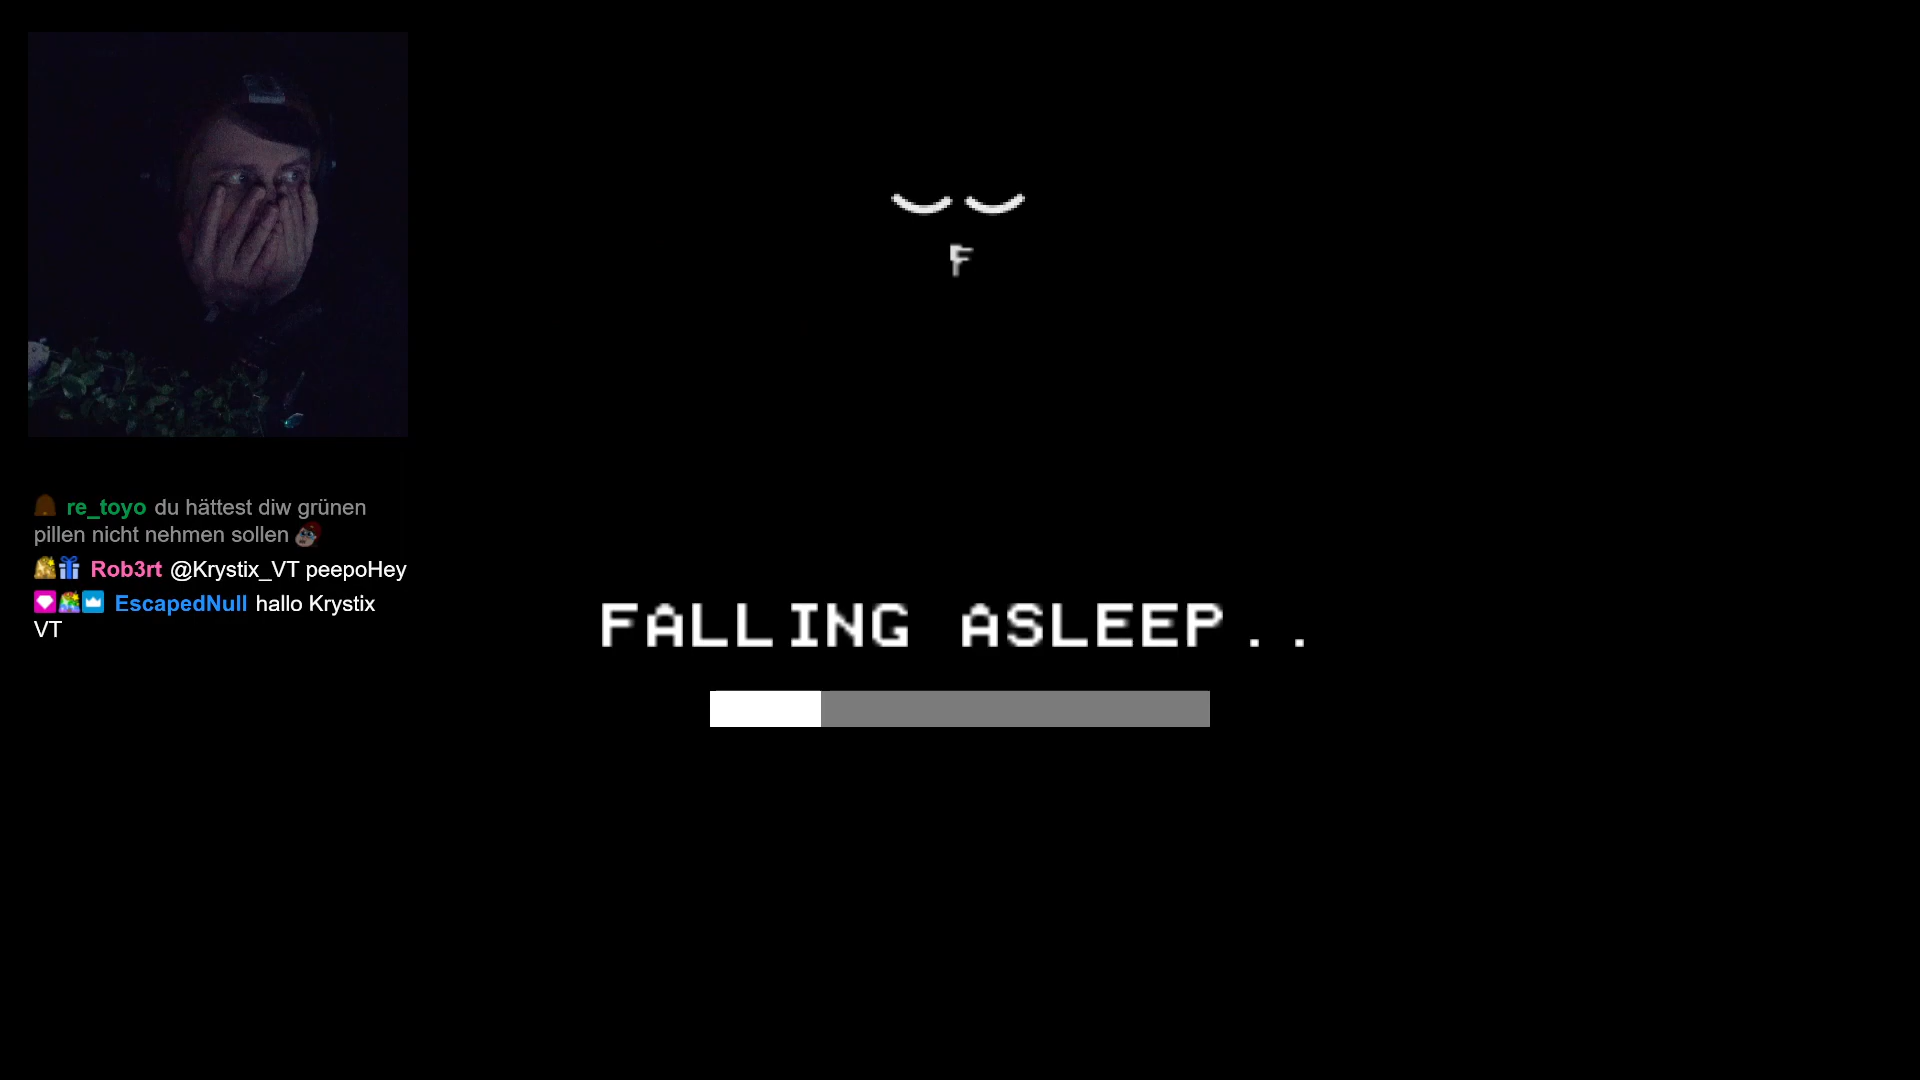 re_toyo du hättest diw grünen
pillen nicht nehmen sollen
Rob3rt @Krystix_VT peepoHey
EscapedNull hallo Krystix
VT
F
FALLING ASLEEP..